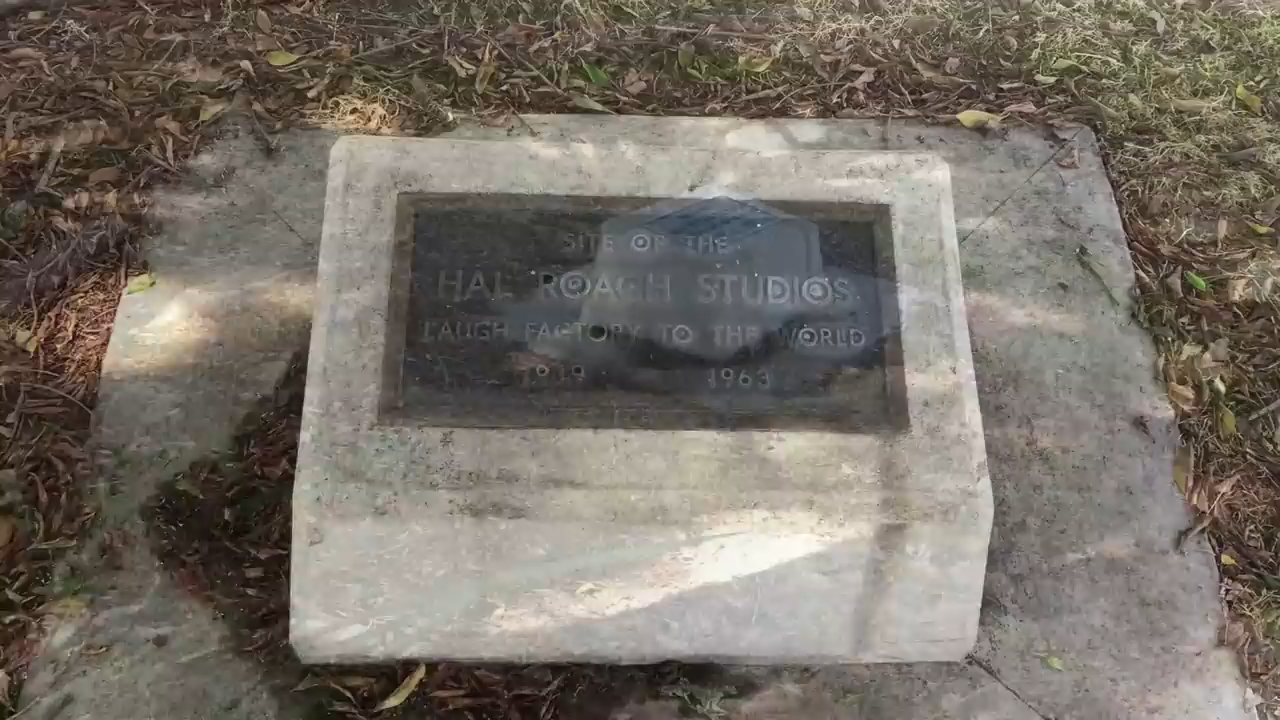 SITE OF THE
HAL ROACH STUDIOS
LAUGH FACTORY TO THE WORLD
1919 1963